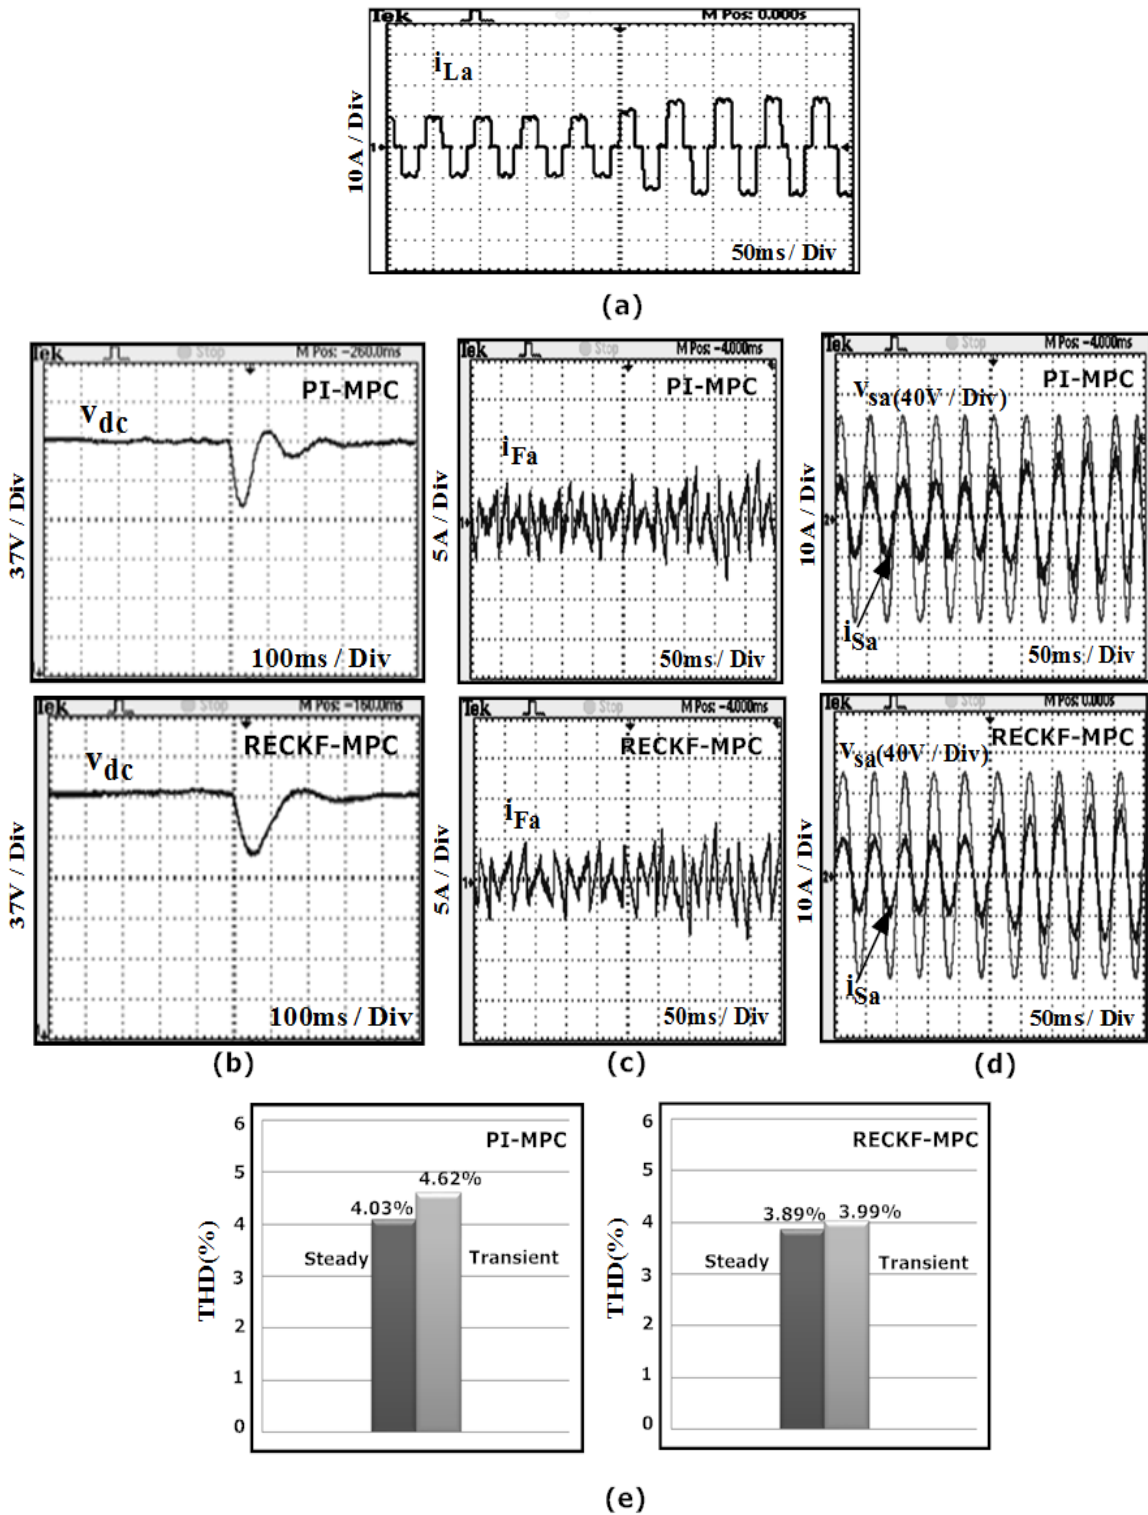 Tek M Pos: 0.000s
iLa
10A / Div
50ms / Div
(a)
Tek Stop M Pos: -260.0ms
PI-MPC
vdc
37V / Div
100ms / Div
Tek Stop M Pos: -4.000ms
PI-MPC
iFa
5A / Div
50ms / Div
Tek Stop M Pos: -4.000ms
PI-MPC
vsa(40V / Div)
10A / Div
iSa
50ms / Div
Tek Stop M Pos: -160.0ms
RECKF-MPC
vdc
37V / Div
100ms / Div
(b)
Tek Stop M Pos: -4.000ms
RECKF-MPC
iFa
5A / Div
50ms / Div
(c)
Tek Stop M Pos: 0.000s
RECKF-MPC
vsa(40V / Div)
10A / Div
iSa
50ms / Div
(d)
6
5
4
3
2
1
0
THD(%)
PI-MPC
4.03%
4.62%
Steady
Transient
6
5
4
3
2
1
0
THD(%)
RECKF-MPC
3.89%
3.99%
Steady
Transient
(e)